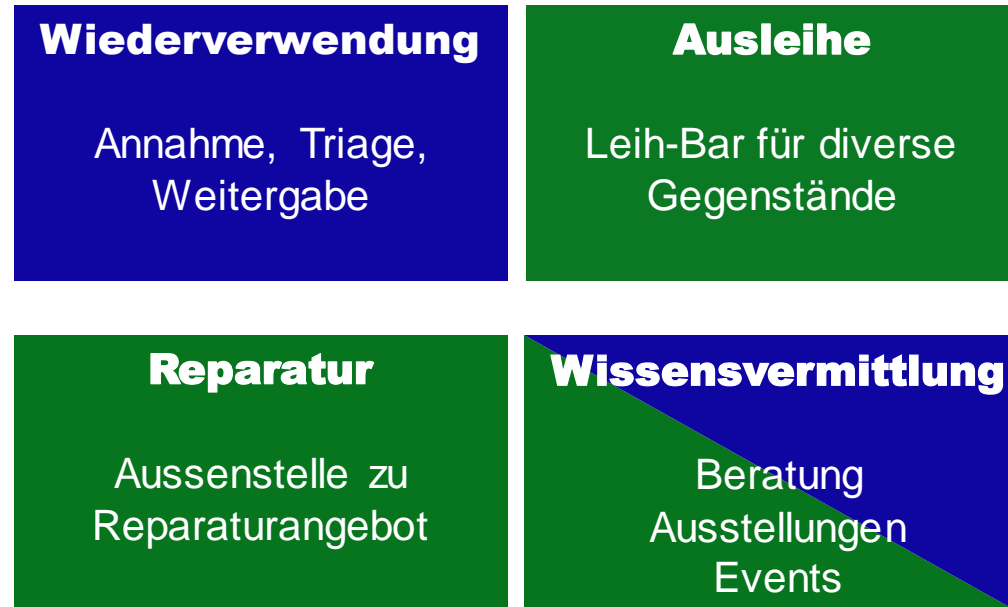 Wiederverwendung
Annahme, Triage,
Weitergabe
Ausleihe
Leih-Bar für diverse
Gegenstände
Reparatur
Aussenstelle zu
Reparaturangebot
Wissensvermittlung
Beratung
Ausstellungen
Events